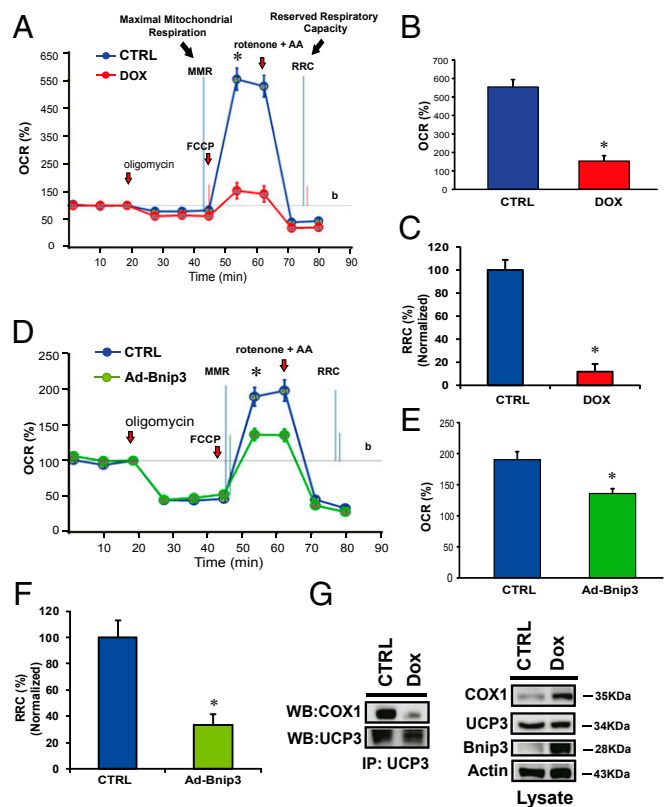 A
Maximal Mitochondrial
Respiration
Reserved Respiratory
Capacity
CTRL
DOX
MMR
*
rotenone + AA
RRC
OCR (%)
650
550
450
350
250
150
100
50
0
oligomycin
FCCP
b
10 20 30 40 50 60 70 80 90
Time (min)
B
OCR (%)
700
600
500
400
300
200
100
0
*
CTRL DOX
C
RRC (%)
(Normalized)
120
100
80
60
40
20
0
*
CTRL DOX
D
CTRL
Ad-Bnip3
rotenone + AA
MMR
*
RRC
OCR (%)
250
200
150
100
50
0
oligomycin
FCCP
b
0 10 20 30 40 50 60 70 80 90
Time (min)
E
OCR (%)
250
200
150
100
50
0
*
CTRL Ad-Bnip3
F
RRC (%)
(Normalized)
120
100
80
60
40
20
0
*
CTRL Ad-Bnip3
G
CTRL
Dox
WB:COX1
WB:UCP3
IP: UCP3
CTRL
Dox
COX1 —35KDa
UCP3 —34KDa
Bnip3 —28KDa
Actin —43KDa
Lysate